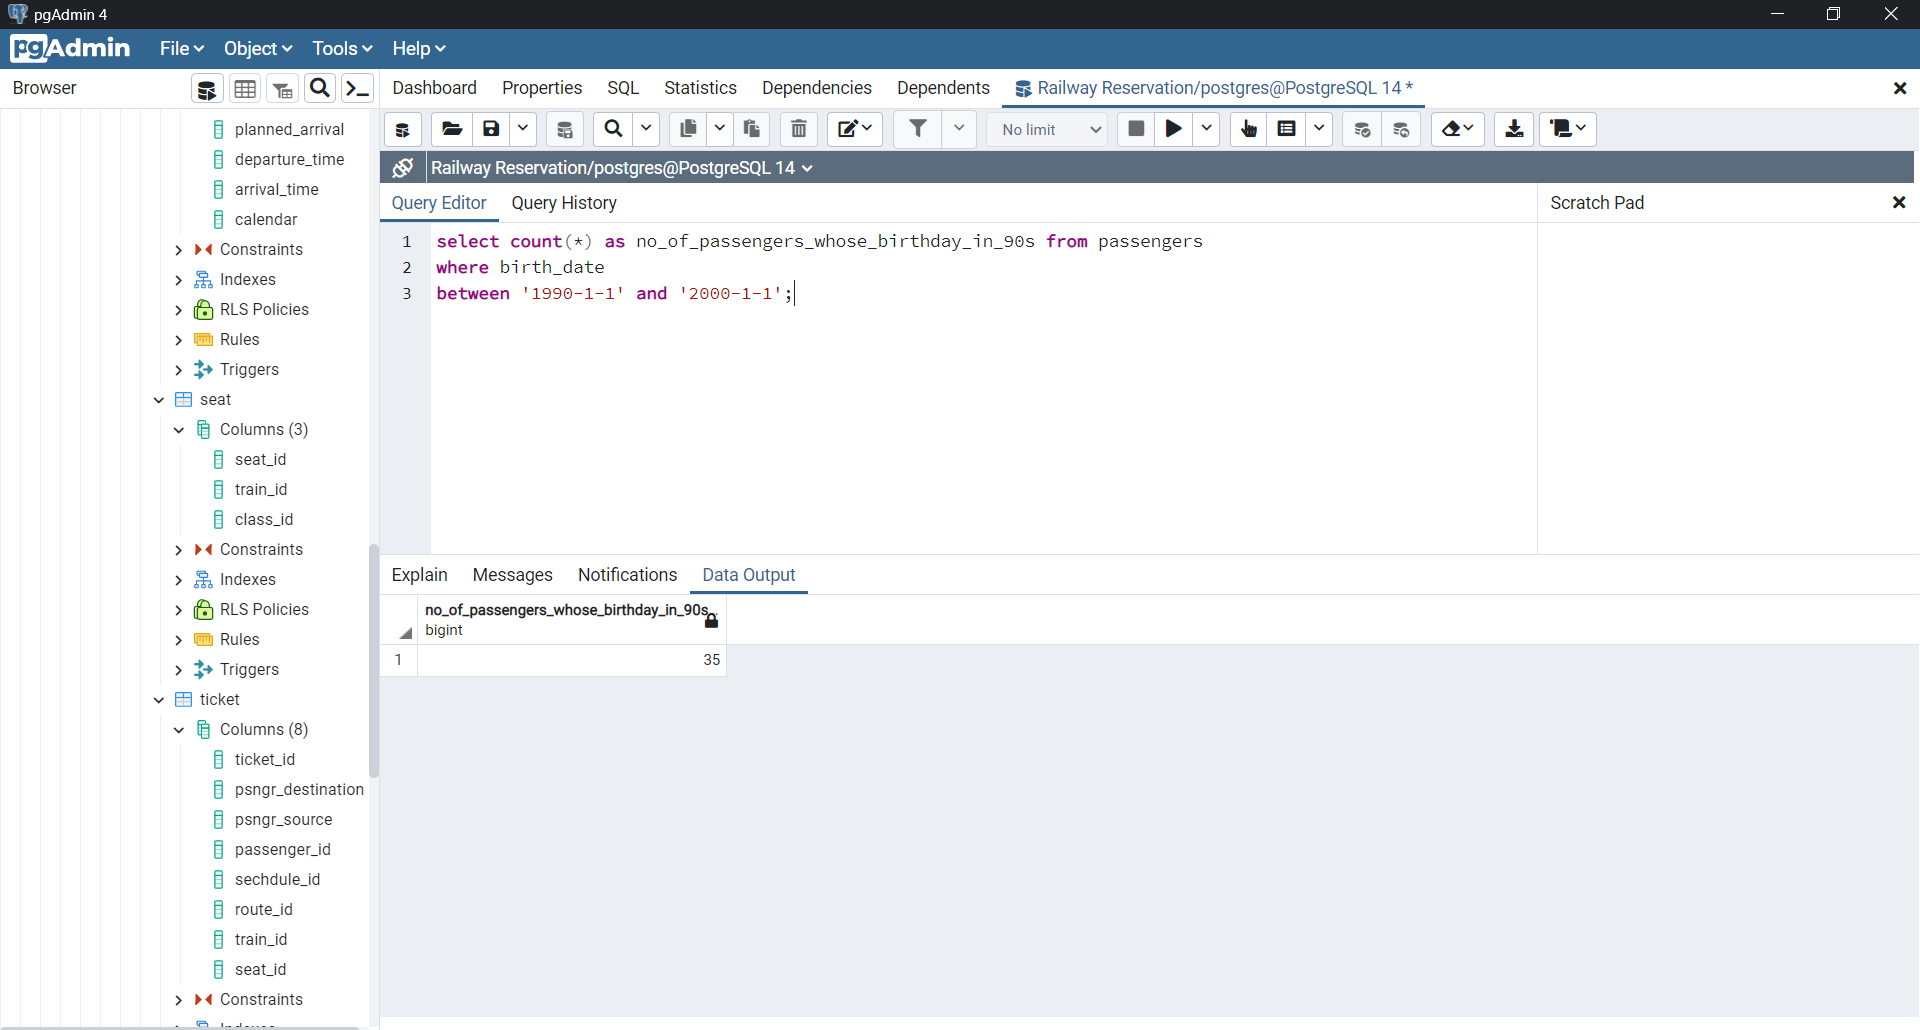 pgAdmin 4
pgAdmin File Object Tools Help
Browser
Dashboard Properties SQL Statistics Dependencies Dependents Railway Reservation/postgres@PostgreSQL 14 *
No limit
Railway Reservation/postgres@PostgreSQL 14
Query Editor Query History
Scratch Pad
1 select count(*) as no_of_passengers_whose_birthday_in_90s from passengers
2 where birth_date
3 between '1990-1-1' and '2000-1-1';
Explain Messages Notifications Data Output
no_of_passengers_whose_birthday_in_90s
bigint
1 35
planned_arrival
departure_time
arrival_time
calendar
Constraints
Indexes
RLS Policies
Rules
Triggers
seat
Columns (3)
seat_id
train_id
class_id
Constraints
Indexes
RLS Policies
Rules
Triggers
ticket
Columns (8)
ticket_id
psngr_destination
psngr_source
passenger_id
sechdule_id
route_id
train_id
seat_id
Constraints
Indexes